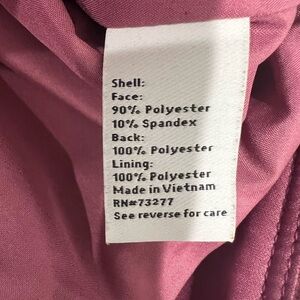 Shell:
Face:
90% Polyester
10% Spandex
Back:
100% Polyester
Lining:
100% Polyester
Made in Vietnam
RN#73277
See reverse for care